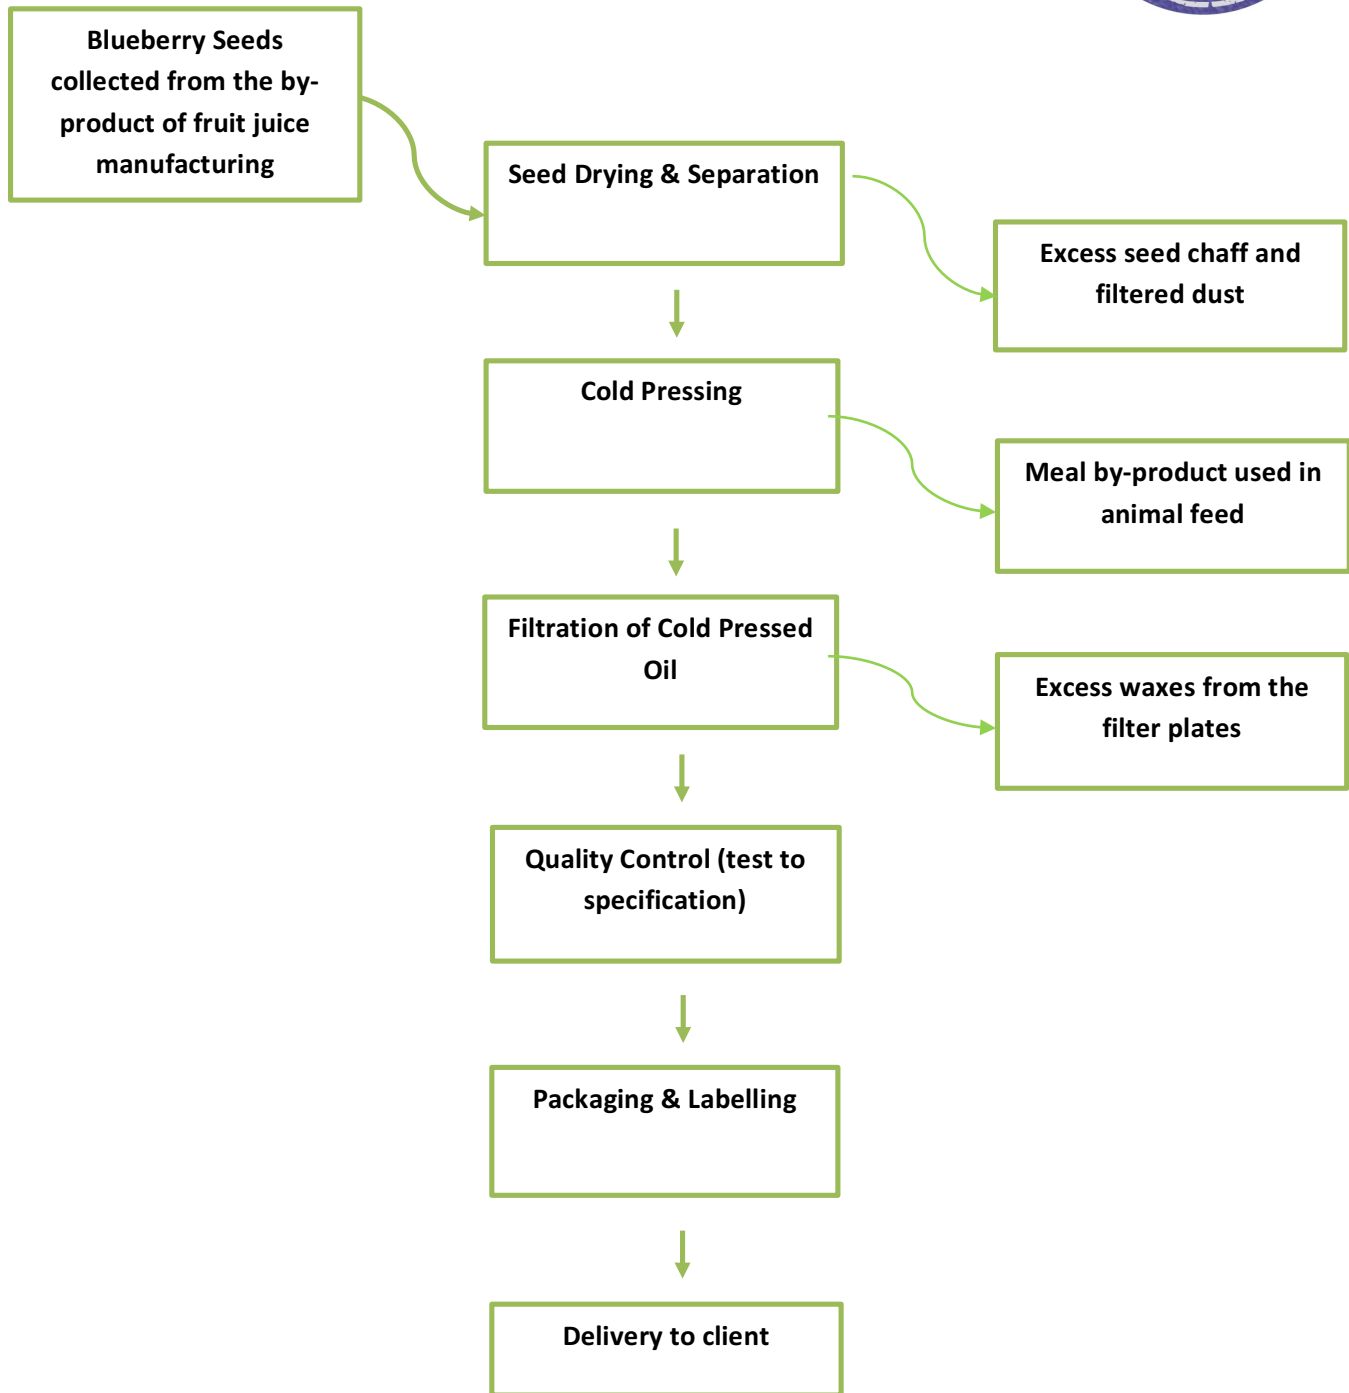 Blueberry Seeds
collected from the by-
product of fruit juice
manufacturing
Seed Drying & Separation
Excess seed chaff and
filtered dust
Cold Pressing
Meal by-product used in
animal feed
Filtration of Cold Pressed
Oil
Excess waxes from the
filter plates
Quality Control (test to
specification)
Packaging & Labelling
Delivery to client